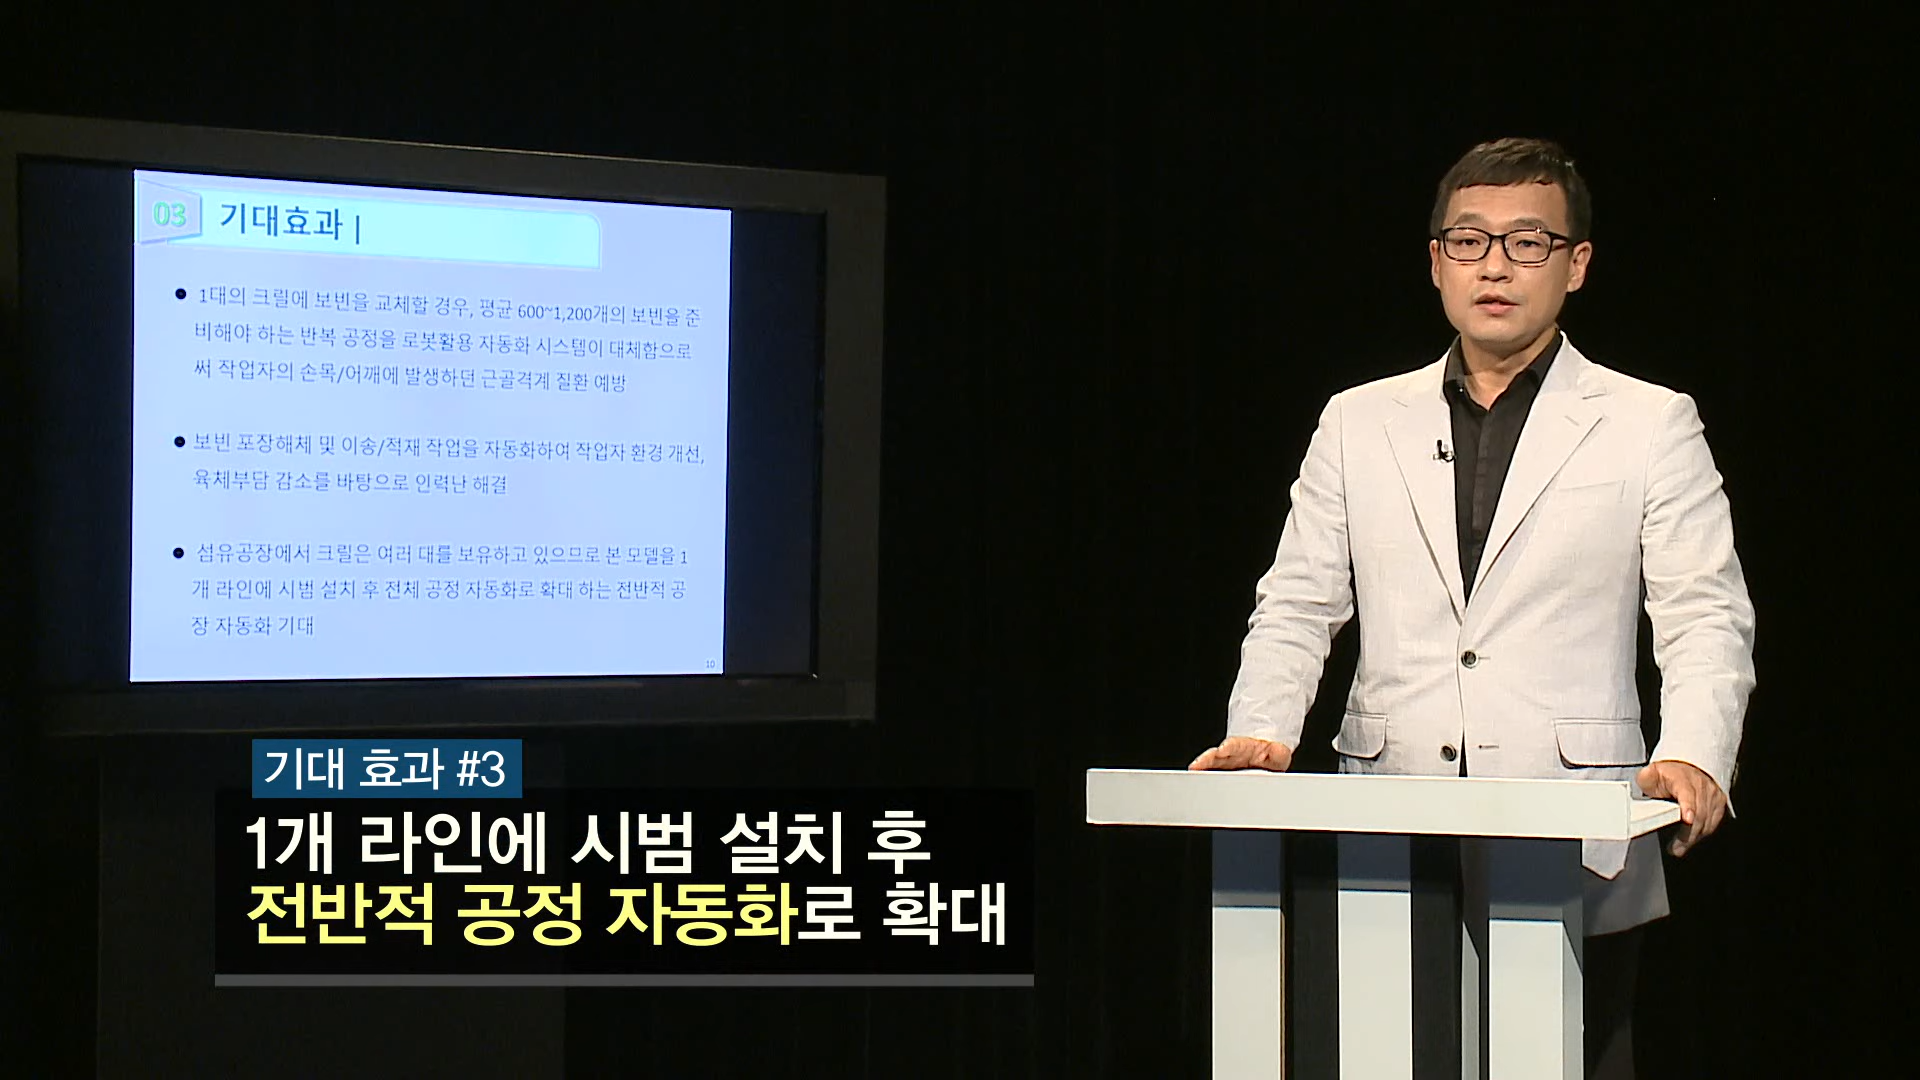 03
기대효과 |
● 1대의 크릴에 보빈을 교체할 경우, 평균 600~1,200개의 보빈을 준
비해야 하는 반복 공정을 로봇활용 자동화 시스템이 대체함으로
써 작업자의 손목/어깨에 발생하던 근골격계 질환 예방
● 보빈 포장해체 및 이송/적재 작업을 자동화하여 작업자 환경 개선,
육체부담 감소를 바탕으로 인력난 해결
● 섬유공장에서 크릴은 여러 대를 보유하고 있으므로 본 모델을 1
개 라인에 시범 설치 후 전체 공정 자동화로 확대 하는 전반적 공
장 자동화 기대
10
기대 효과 #3
1개 라인에 시범 설치 후
전반적 공정 자동화로 확대